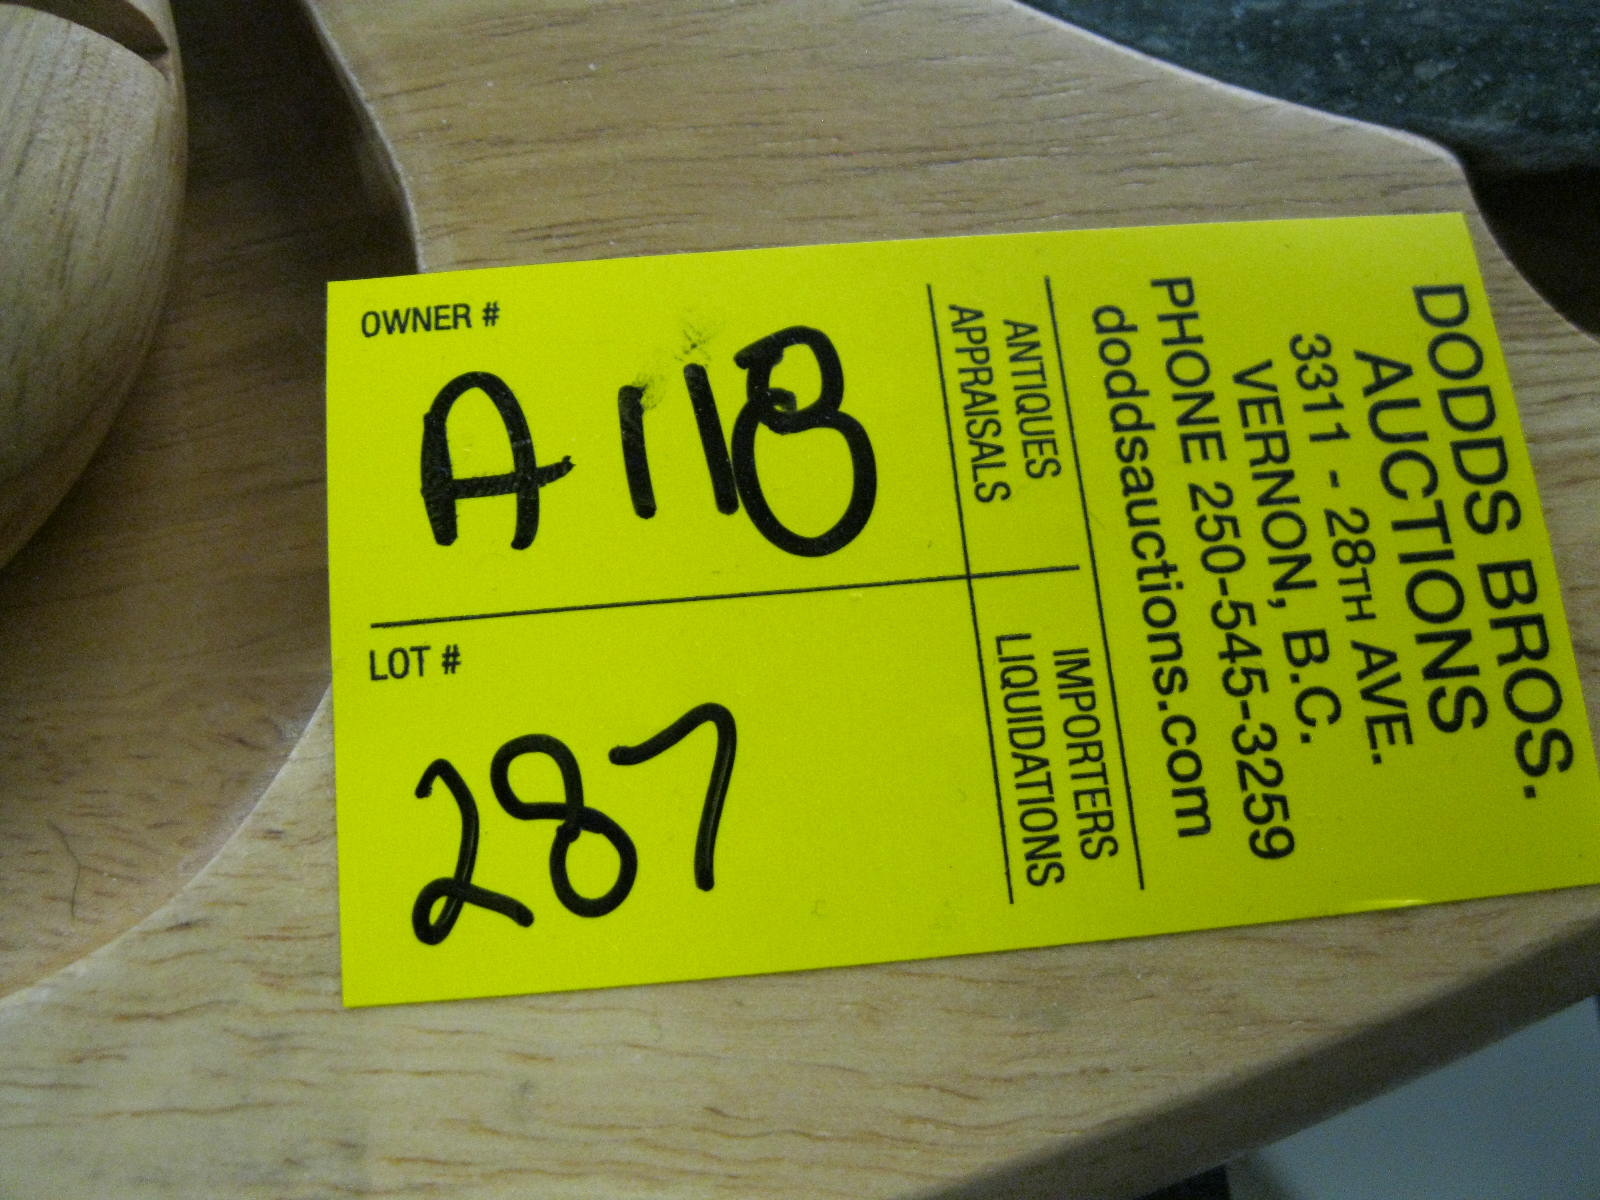 OWNER #
A 118
LOT #
287
ANTIQUES
APPRAISALS
IMPORTERS
LIQUIDATIONS
DODDS BROS.
AUCTIONS
3311 - 28TH AVE.
VERNON, B.C.
PHONE 250-545-3259
doddsauctions.com